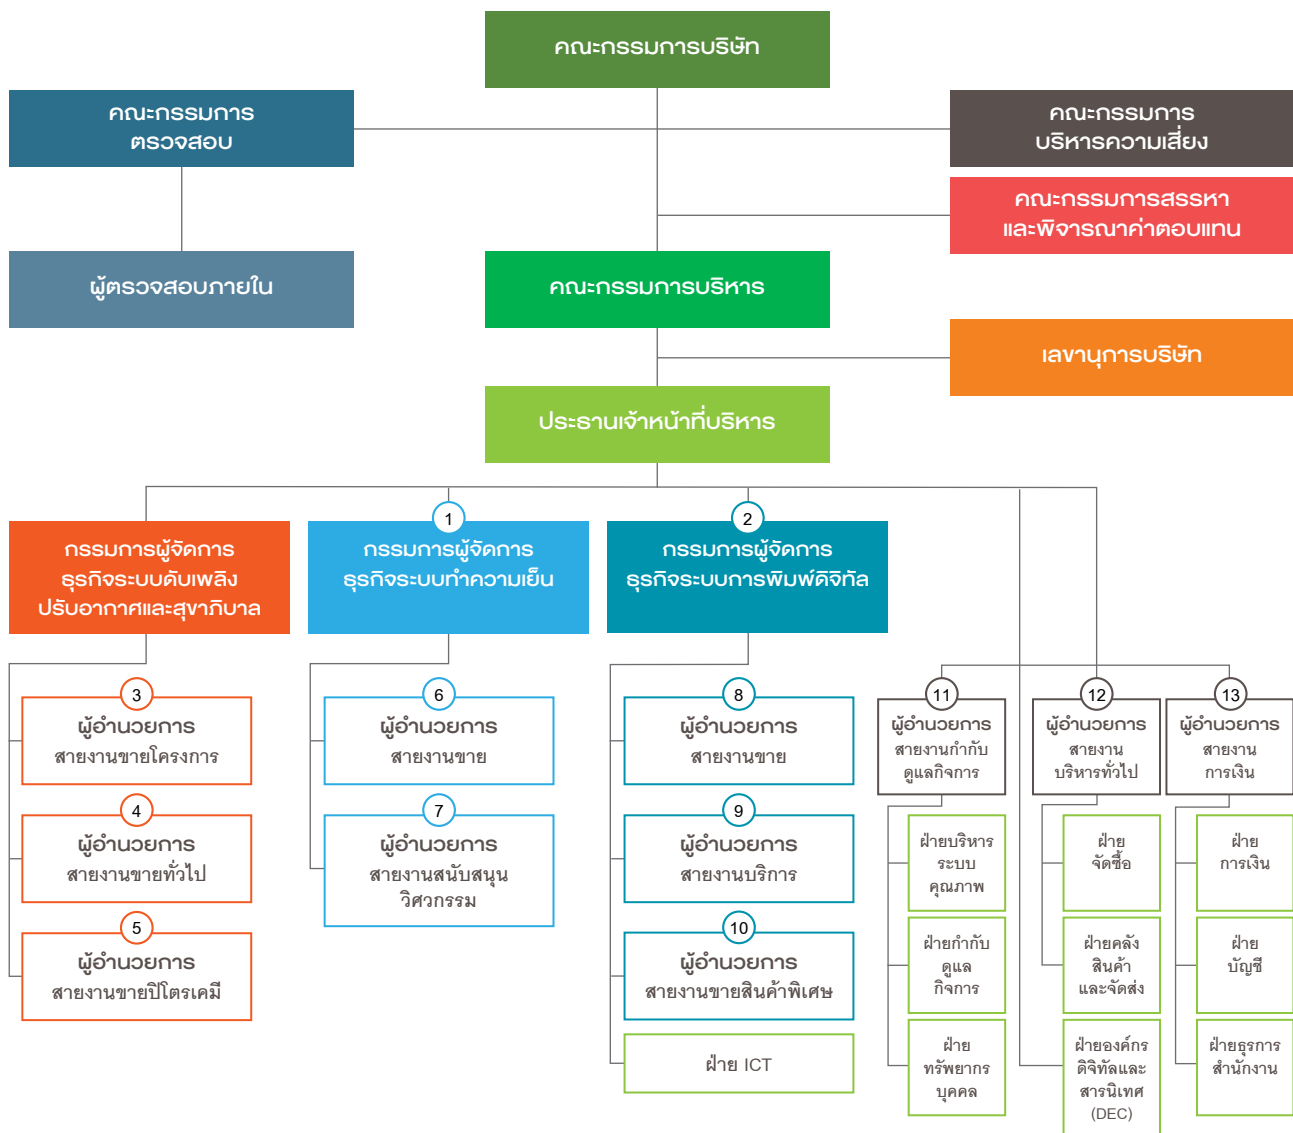 คณะกรรมการบริษัท
คณะกรรมการ
ตรวจสอบ
คณะกรรมการ
บริหารความเสี่ยง
คณะกรรมการสรรหา
และพิจารณาค่าตอบแทน
ผู้ตรวจสอบภายใน
คณะกรรมการบริหาร
เลขานุการบริษัท
ประธานเจ้าหน้าที่บริหาร
กรรมการผู้จัดการ
ธุรกิจระบบดับเพลิง
ปรับอากาศและสุขาภิบาล
1
กรรมการผู้จัดการ
ธุรกิจระบบทำความเย็น
2
กรรมการผู้จัดการ
ธุรกิจระบบการพิมพ์ดิจิทัล
3
ผู้อำนวยการ
สายงานขายโครงการ
4
ผู้อำนวยการ
สายงานขายทั่วไป
5
ผู้อำนวยการ
สายงานขายปิโตรเคมี
6
ผู้อำนวยการ
สายงานขาย
7
ผู้อำนวยการ
สายงานสนับสนุน
วิศวกรรม
8
ผู้อำนวยการ
สายงานขาย
9
ผู้อำนวยการ
สายงานบริการ
10
ผู้อำนวยการ
สายงานขายสินค้าพิเศษ
ฝ่าย ICT
11
ผู้อำนวยการ
สายงานกำกับ
ดูแลกิจการ
ฝ่ายบริหาร
ระบบ
คุณภาพ
ฝ่ายกำกับ
ดูแล
กิจการ
ฝ่าย
ทรัพยากร
บุคคล
12
ผู้อำนวยการ
สายงาน
บริหารทั่วไป
ฝ่าย
จัดซื้อ
ฝ่ายคลัง
สินค้า
และจัดส่ง
ฝ่ายองค์กร
ดิจิทัลและ
สารนิเทศ
(DEC)
13
ผู้อำนวยการ
สายงาน
การเงิน
ฝ่าย
การเงิน
ฝ่าย
บัญชี
ฝ่ายธุรการ
สำนักงาน